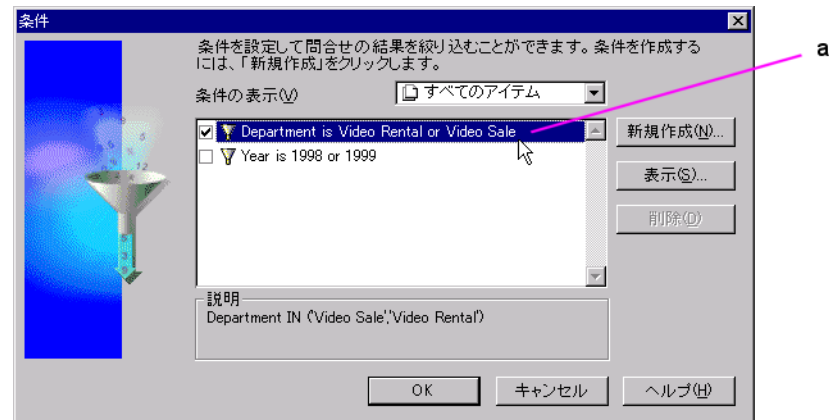 条件
条件を設定して問合せの結果を絞り込むことができます。条件を作成する
には、「新規作成」をクリックします。
a
条件の表示(V)
すべてのアイテム
Department is Video Rental or Video Sale
Year is 1998 or 1999
新規作成(N)...
表示(S)...
削除(D)
説明
Department IN ('Video Sale','Video Rental')
OK
キャンセル
ヘルプ(H)